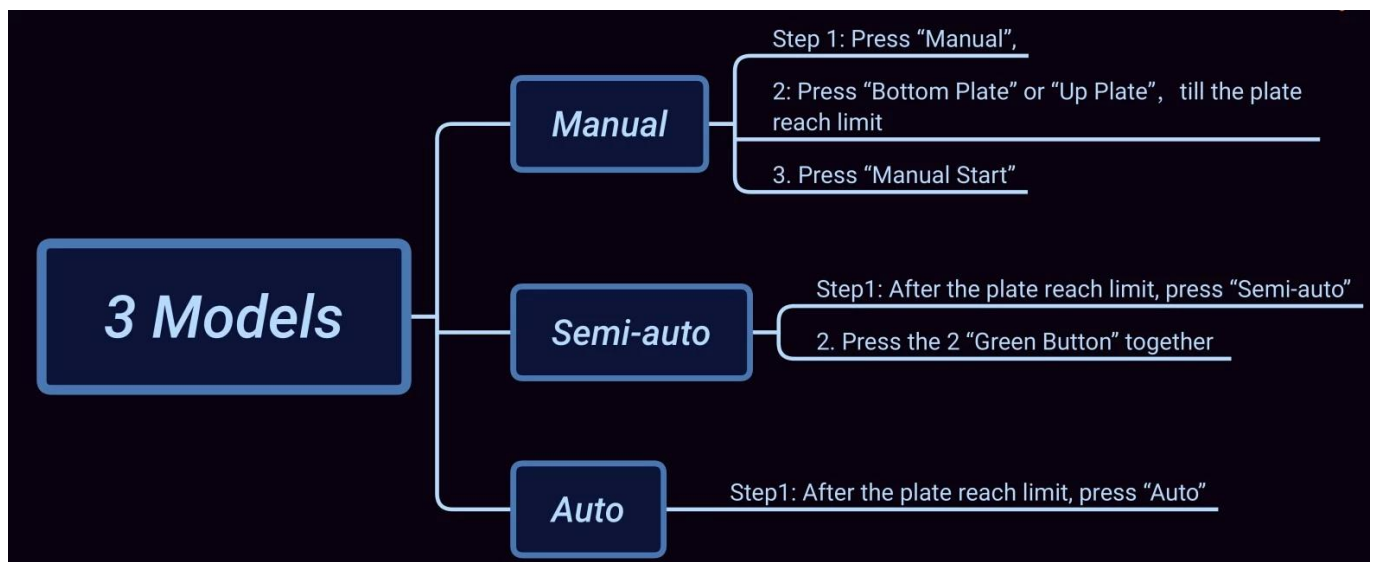 3 Models
Manual
Step 1: Press “Manual”,
2: Press “Bottom Plate” or “Up Plate”，till the plate
reach limit
3. Press “Manual Start”
Semi-auto
Step1: After the plate reach limit, press “Semi-auto”
2. Press the 2 “Green Button” together
Auto
Step1: After the plate reach limit, press “Auto”